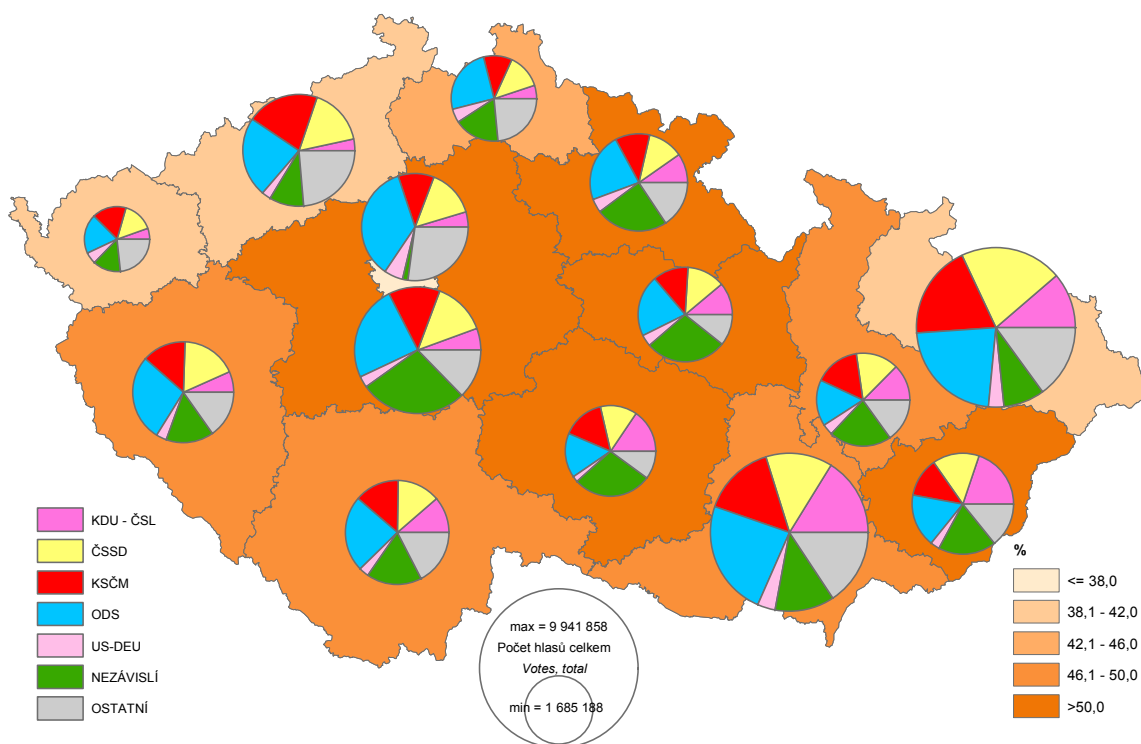 KDU - ČSL
ČSSD
KSČM
ODS
US-DEU
NEZÁVISLÍ
OSTATNÍ
max = 9 941 858
Počet hlasů celkem
Votes, total
min = 1 685 188
%
<= 38,0
38,1 - 42,0
42,1 - 46,0
46,1 - 50,0
>50,0